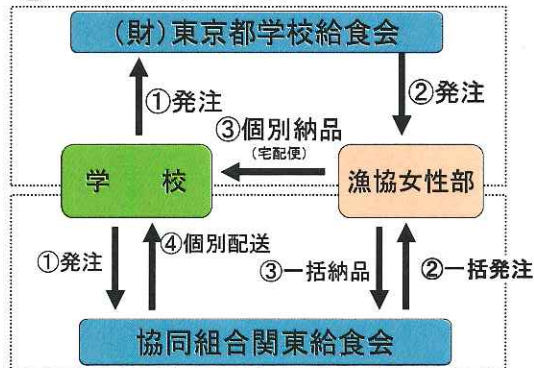 (財)東京都学校給食会
①発注
②発注
③個別納品
(宅配便)
学 校
漁協女性部
①発注
④個別配送
③一括納品
②一括発注
協同組合関東給食会